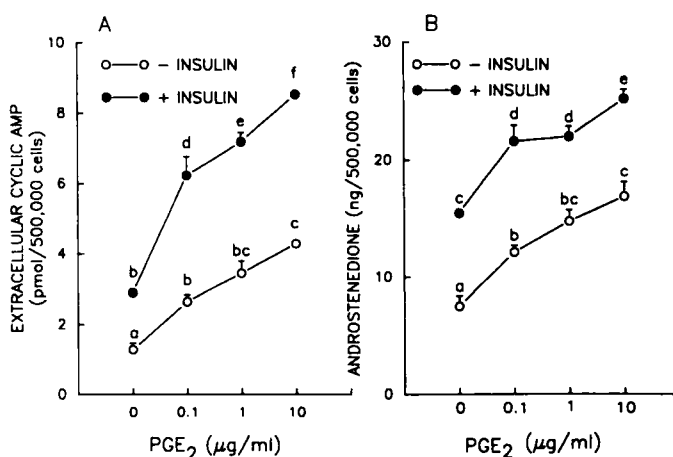 A
EXTRACELLULAR CYCLIC AMP
(pmol/500,000 cells)
10
8
6
4
2
0
− INSULIN
+ INSULIN
f
e
d
b
c
bc
b
a
0 0.1 1 10
PGE2 (μg/ml)
B
ANDROSTENEDIONE (ng/500,000 cells)
30
20
10
0
− INSULIN
+ INSULIN
e
d d
c
c
bc
b
a
0 0.1 1 10
PGE2 (μg/ml)